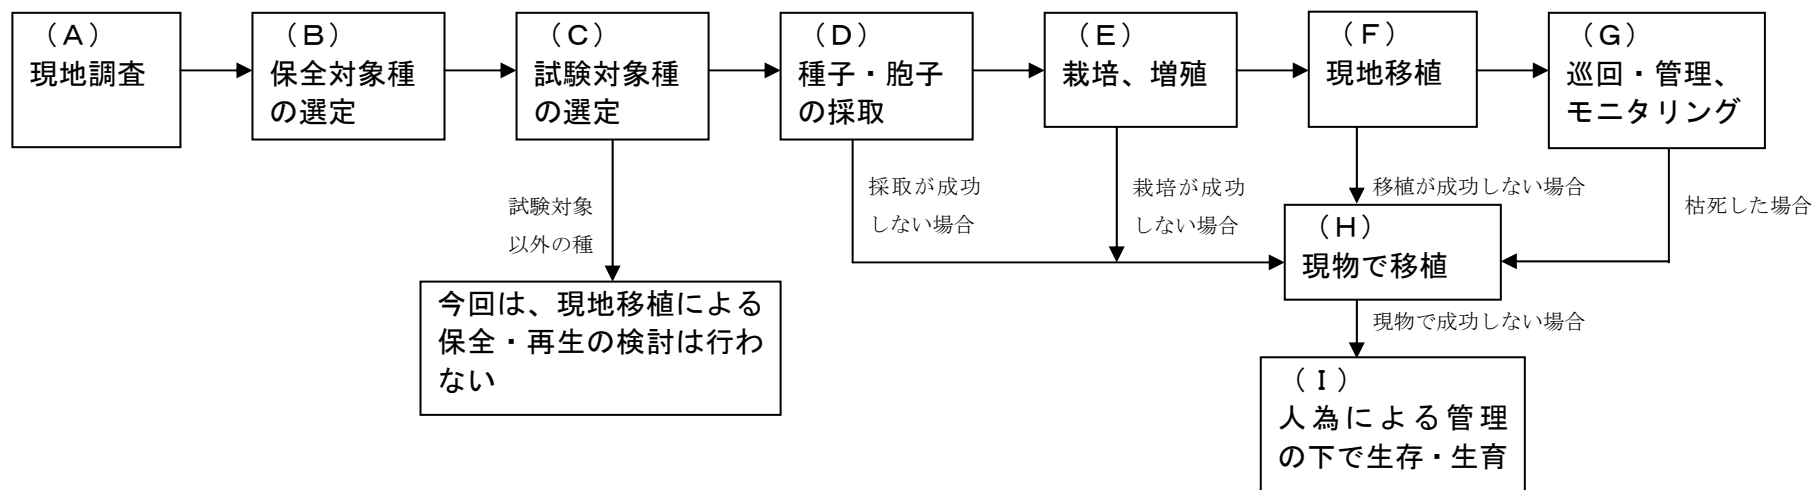 （Ａ）
現地調査
（Ｂ）
保全対象種
の選定
（Ｃ）
試験対象種
の選定
（Ｄ）
種子・胞子
の採取
（Ｅ）
栽培、増殖
（Ｆ）
現地移植
（Ｇ）
巡回・管理、
モニタリング
試験対象
以外の種
採取が成功
しない場合
栽培が成功
しない場合
移植が成功しない場合
枯死した場合
今回は、現地移植による
保全・再生の検討は行わ
ない
（Ｈ）
現物で移植
現物で成功しない場合
（Ｉ）
人為による管理
の下で生存・生育